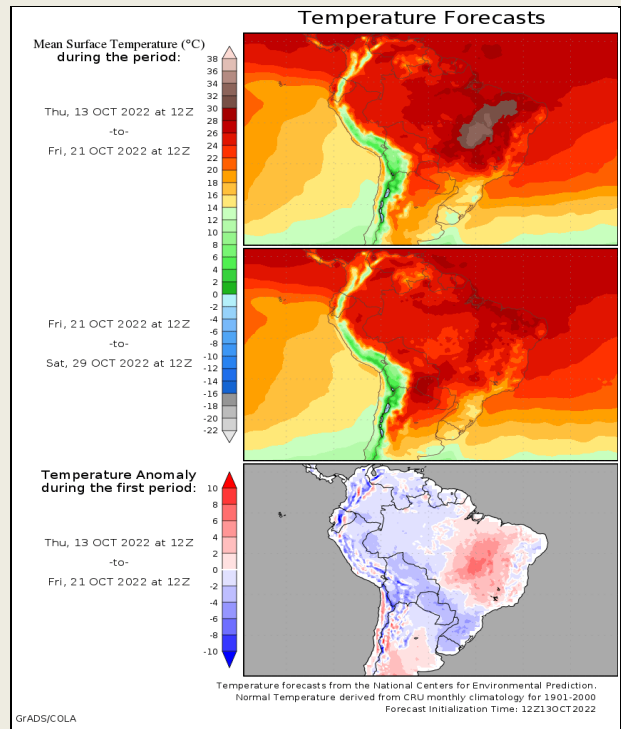 Temperature Forecasts
Mean Surface Temperature (°C)
during the period:
Thu, 13 OCT 2022 at 12Z
-to-
Fri, 21 OCT 2022 at 12Z
38
36
34
32
30
28
26
24
22
20
18
16
14
12
10
8
6
4
2
0
-2
-4
-6
-8
-10
-12
-14
-16
-18
-20
-22
Fri, 21 OCT 2022 at 12Z
-to-
Sat, 29 OCT 2022 at 12Z
Temperature Anomaly
during the first period:
Thu, 13 OCT 2022 at 12Z
-to-
Fri, 21 OCT 2022 at 12Z
10
8
6
4
2
0
-2
-4
-6
-8
-10
Temperature forecasts from the National Centers for Environmental Prediction.
Normal Temperature derived from CRU monthly climatology for 1901-2000
Forecast Initialization Time: 12Z13OCT2022
GrADS/COLA